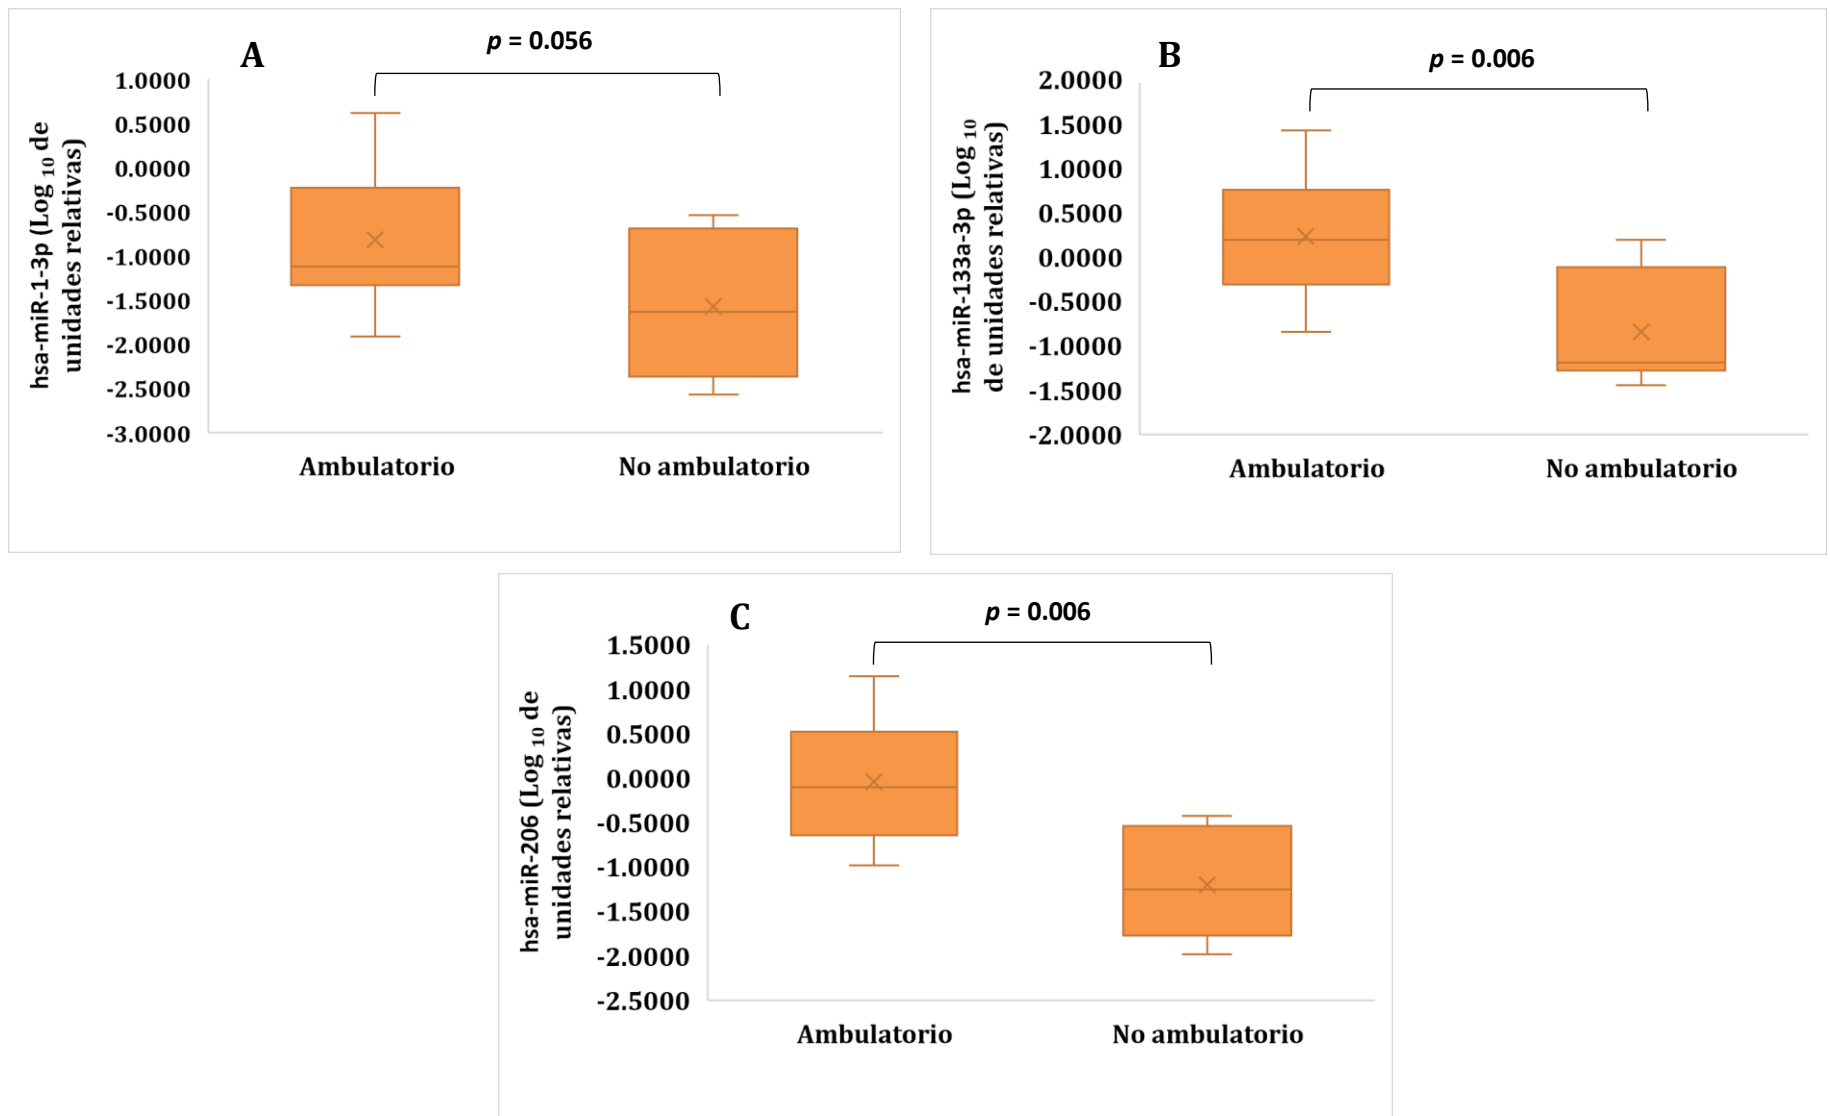 A
p = 0.056
1.0000
0.5000
0.0000
-0.5000
-1.0000
-1.5000
-2.0000
-2.5000
-3.0000
hsa-miR-1-3p (Log 10 de
unidades relativas)
Ambulatorio
No ambulatorio
B
p = 0.006
2.0000
1.5000
1.0000
0.5000
0.0000
-0.5000
-1.0000
-1.5000
-2.0000
hsa-miR-133a-3p (Log 10
de unidades relativas)
Ambulatorio
No ambulatorio
C
p = 0.006
1.5000
1.0000
0.5000
0.0000
-0.5000
-1.0000
-1.5000
-2.0000
-2.5000
hsa-miR-206 (Log 10 de
unidades relativas)
Ambulatorio
No ambulatorio